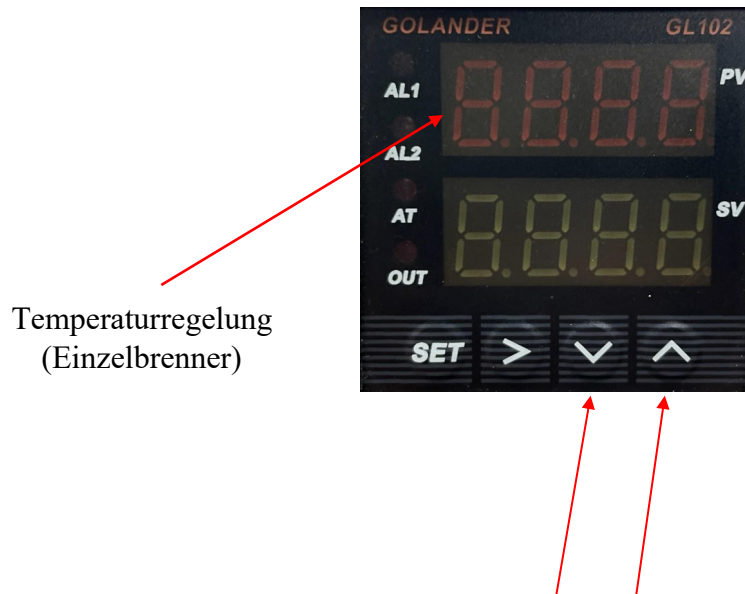 GOLANDER GL102
AL1
PV
AL2
AT
SV
OUT
Temperaturregelung
(Einzelbrenner)
SET > ∨ ∧